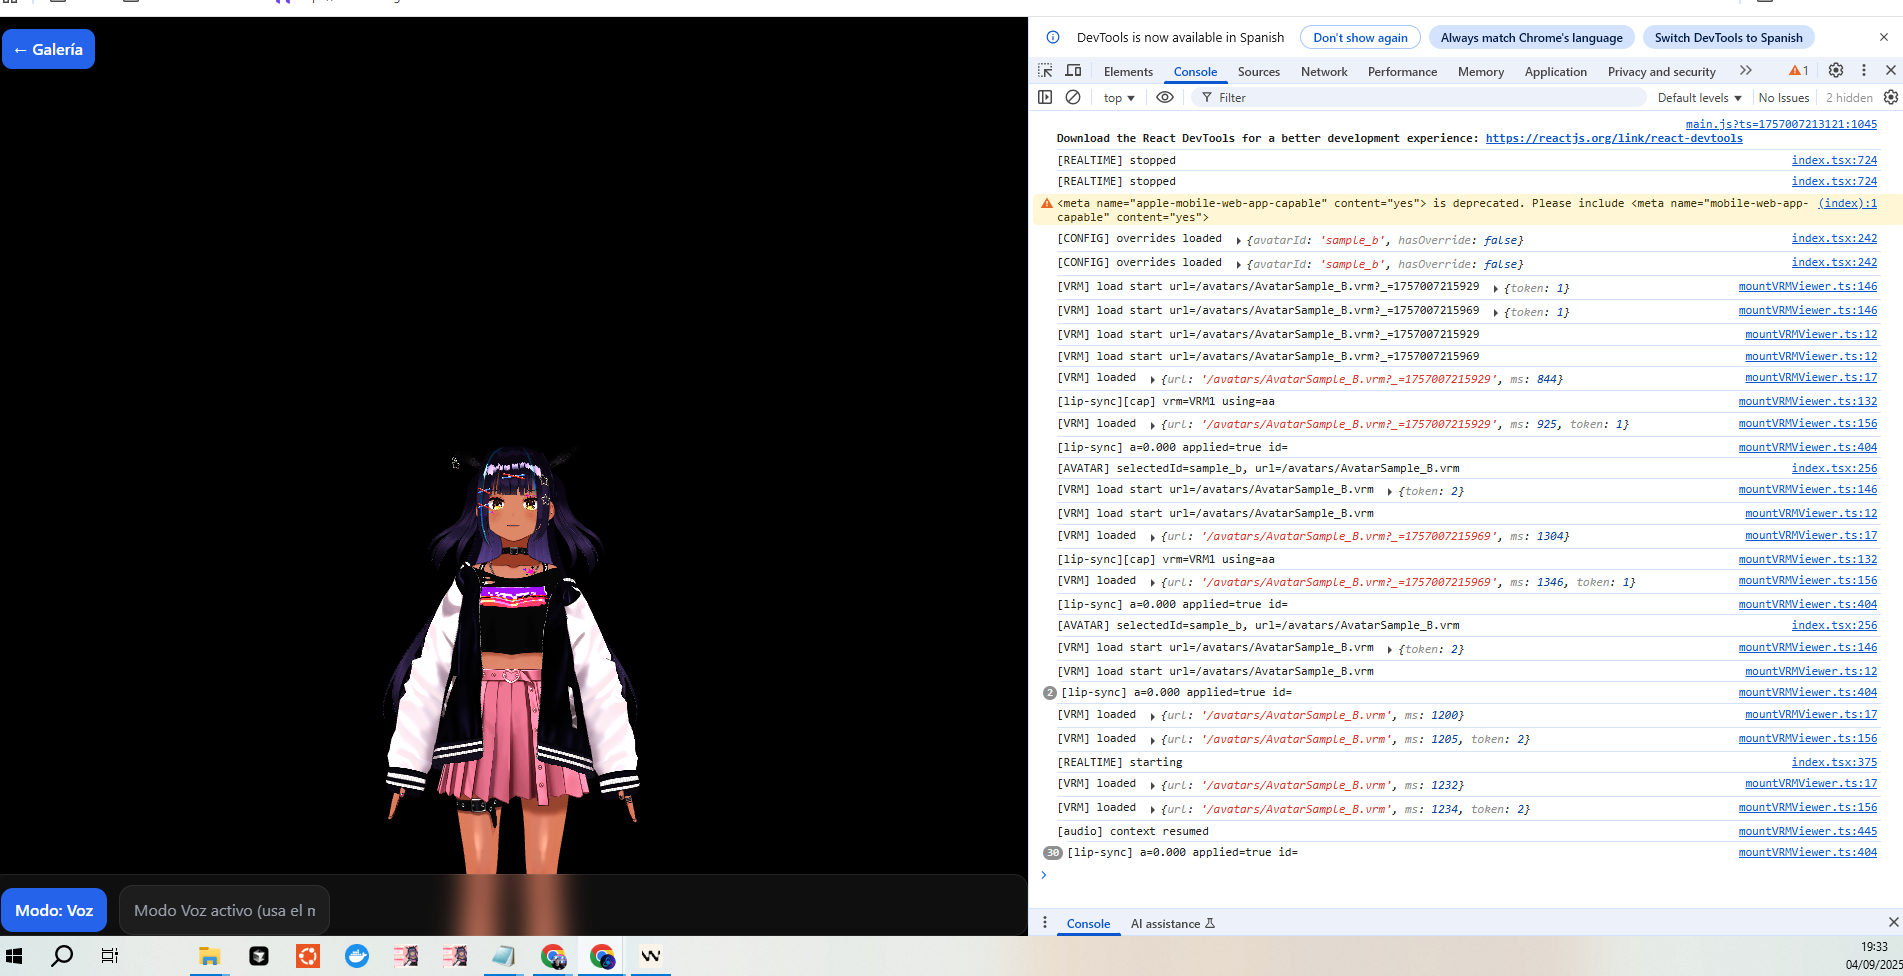 ← Galería
DevTools is now available in Spanish
Don't show again
Always match Chrome's language
Switch DevTools to Spanish
Elements
Console
Sources
Network
Performance
Memory
Application
Privacy and security
1
top
Filter
Default levels
No Issues
2 hidden
main.js?ts=1757007213121:1045
Download the React DevTools for a better development experience: https://reactjs.org/link/react-devtools
[REALTIME] stopped index.tsx:724
[REALTIME] stopped index.tsx:724
<meta name="apple-mobile-web-app-capable" content="yes"> is deprecated. Please include <meta name="mobile-web-app- (index):1
capable" content="yes">
[CONFIG] overrides loaded {avatarId: 'sample_b', hasOverride: false} index.tsx:242
[CONFIG] overrides loaded {avatarId: 'sample_b', hasOverride: false} index.tsx:242
[VRM] load start url=/avatars/AvatarSample_B.vrm?_=1757007215929 {token: 1} mountVRMViewer.ts:146
[VRM] load start url=/avatars/AvatarSample_B.vrm?_=1757007215969 {token: 1} mountVRMViewer.ts:146
[VRM] load start url=/avatars/AvatarSample_B.vrm?_=1757007215929 mountVRMViewer.ts:12
[VRM] load start url=/avatars/AvatarSample_B.vrm?_=1757007215969 mountVRMViewer.ts:12
[VRM] loaded {url: '/avatars/AvatarSample_B.vrm?_=1757007215929', ms: 844} mountVRMViewer.ts:17
[lip-sync][cap] vrm=VRM1 using=aa mountVRMViewer.ts:132
[VRM] loaded {url: '/avatars/AvatarSample_B.vrm?_=1757007215929', ms: 925, token: 1} mountVRMViewer.ts:156
[lip-sync] a=0.000 applied=true id= mountVRMViewer.ts:404
[AVATAR] selectedId=sample_b, url=/avatars/AvatarSample_B.vrm index.tsx:256
[VRM] load start url=/avatars/AvatarSample_B.vrm {token: 2} mountVRMViewer.ts:146
[VRM] load start url=/avatars/AvatarSample_B.vrm mountVRMViewer.ts:12
[VRM] loaded {url: '/avatars/AvatarSample_B.vrm?_=1757007215969', ms: 1304} mountVRMViewer.ts:17
[lip-sync][cap] vrm=VRM1 using=aa mountVRMViewer.ts:132
[VRM] loaded {url: '/avatars/AvatarSample_B.vrm?_=1757007215969', ms: 1346, token: 1} mountVRMViewer.ts:156
[lip-sync] a=0.000 applied=true id= mountVRMViewer.ts:404
[AVATAR] selectedId=sample_b, url=/avatars/AvatarSample_B.vrm index.tsx:256
[VRM] load start url=/avatars/AvatarSample_B.vrm {token: 2} mountVRMViewer.ts:146
[VRM] load start url=/avatars/AvatarSample_B.vrm mountVRMViewer.ts:12
2 [lip-sync] a=0.000 applied=true id= mountVRMViewer.ts:404
[VRM] loaded {url: '/avatars/AvatarSample_B.vrm', ms: 1200} mountVRMViewer.ts:17
[VRM] loaded {url: '/avatars/AvatarSample_B.vrm', ms: 1205, token: 2} mountVRMViewer.ts:156
[REALTIME] starting index.tsx:375
[VRM] loaded {url: '/avatars/AvatarSample_B.vrm', ms: 1232} mountVRMViewer.ts:17
[VRM] loaded {url: '/avatars/AvatarSample_B.vrm', ms: 1234, token: 2} mountVRMViewer.ts:156
[audio] context resumed mountVRMViewer.ts:445
30 [lip-sync] a=0.000 applied=true id= mountVRMViewer.ts:404
Modo: Voz
Modo Voz activo (usa el m
Console
AI assistance
19:33
04/09/2025